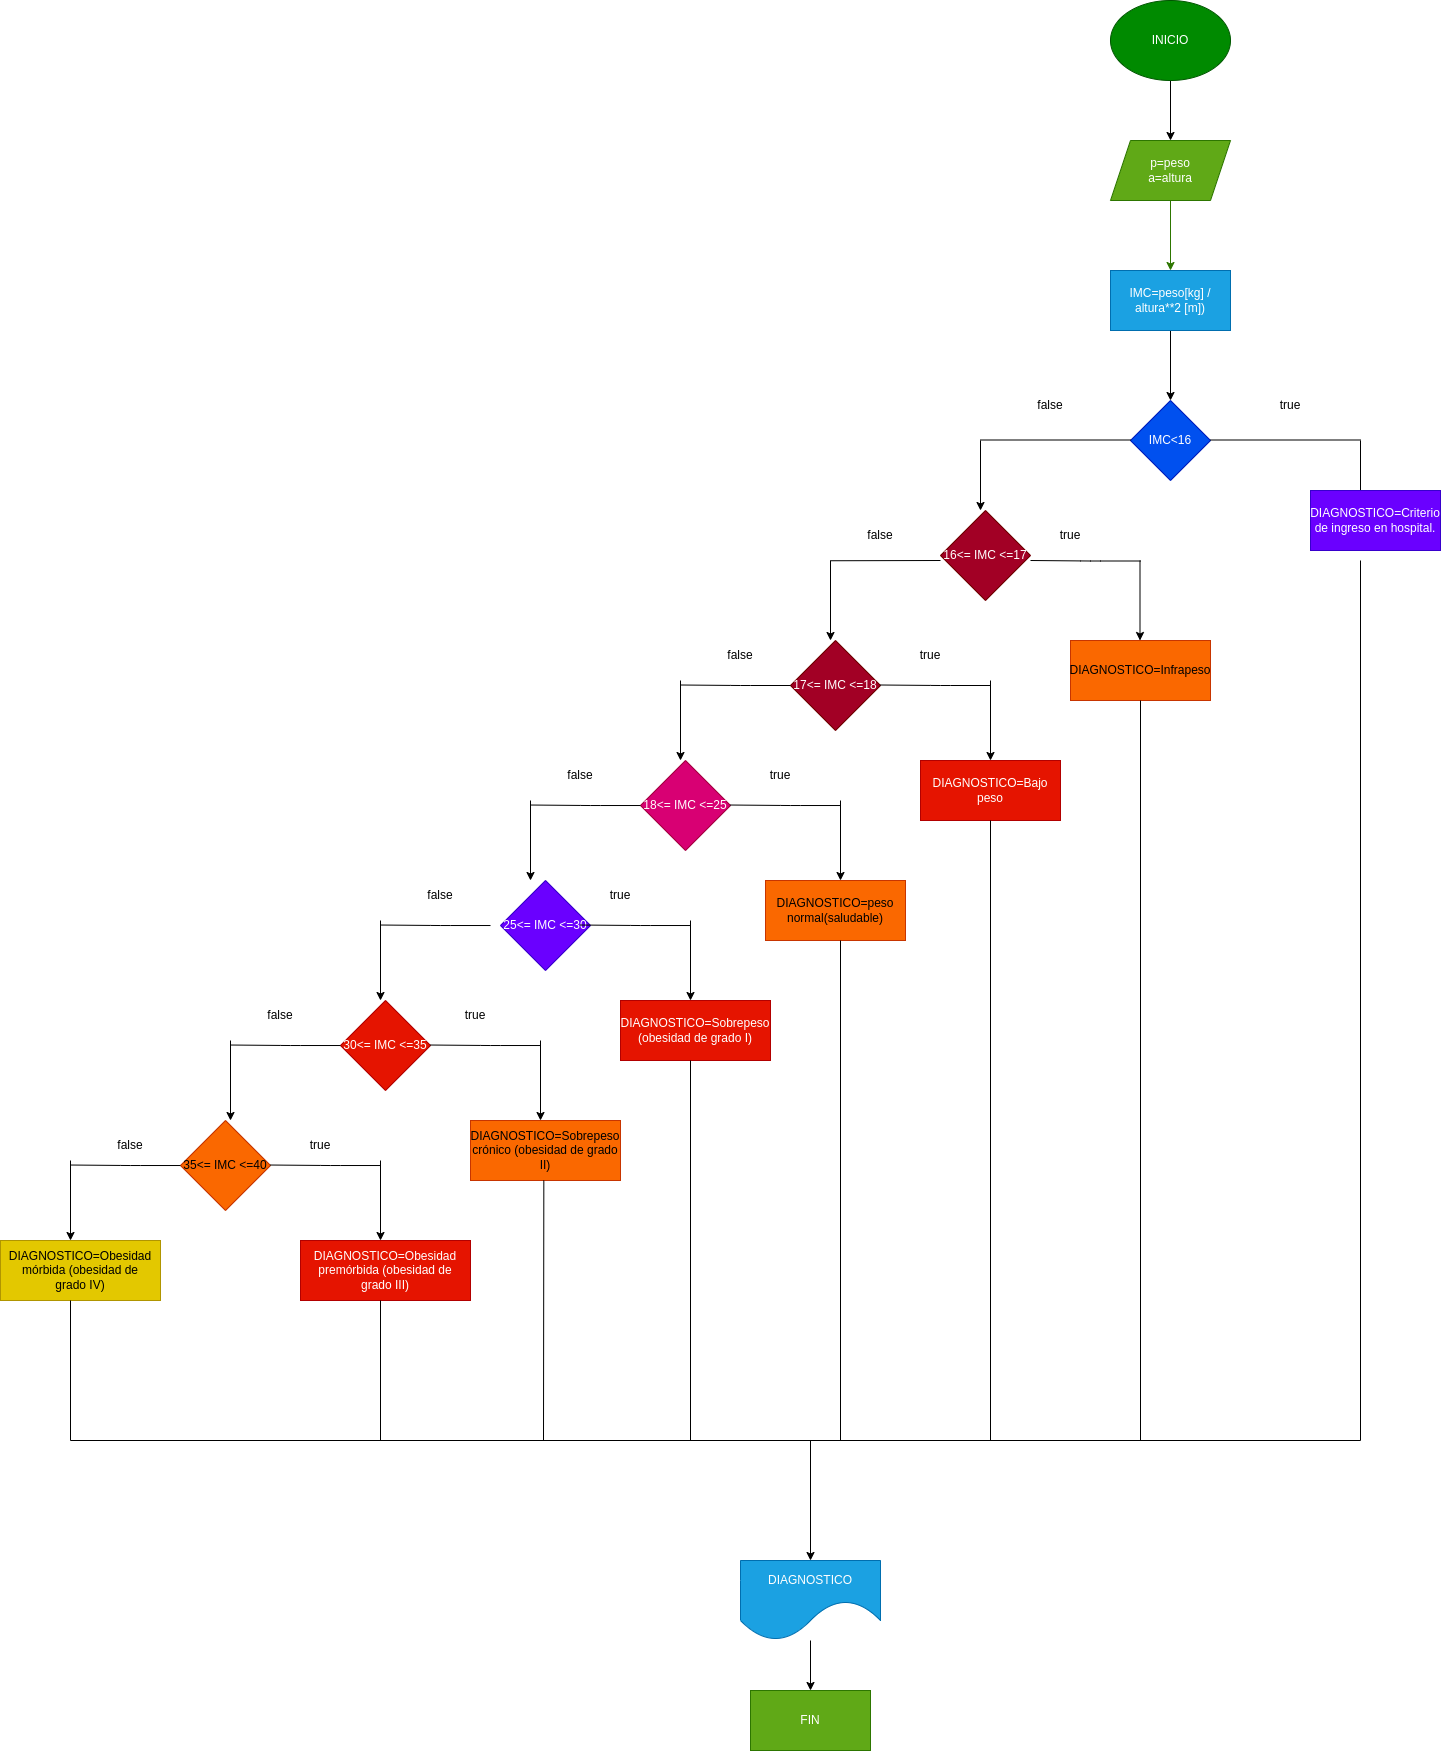 INICIO
p=peso
a=altura
IMC=peso[kg] /
altura**2 [m])
false
true
IMC<16
DIAGNOSTICO=Criterio
de ingreso en hospital.
false
true
16<= IMC <=17
false
true
DIAGNOSTICO=Infrapeso
17<= IMC <=18
false
true
DIAGNOSTICO=Bajo
peso
18<= IMC <=25
false
true
DIAGNOSTICO=peso
normal(saludable)
25<= IMC <=30
false
true
DIAGNOSTICO=Sobrepeso
(obesidad de grado I)
30<= IMC <=35
false
true
DIAGNOSTICO=Sobrepeso
crónico (obesidad de grado
II)
35<= IMC <=40
DIAGNOSTICO=Obesidad
mórbida (obesidad de
grado IV)
DIAGNOSTICO=Obesidad
premórbida (obesidad de
grado III)
DIAGNOSTICO
FIN